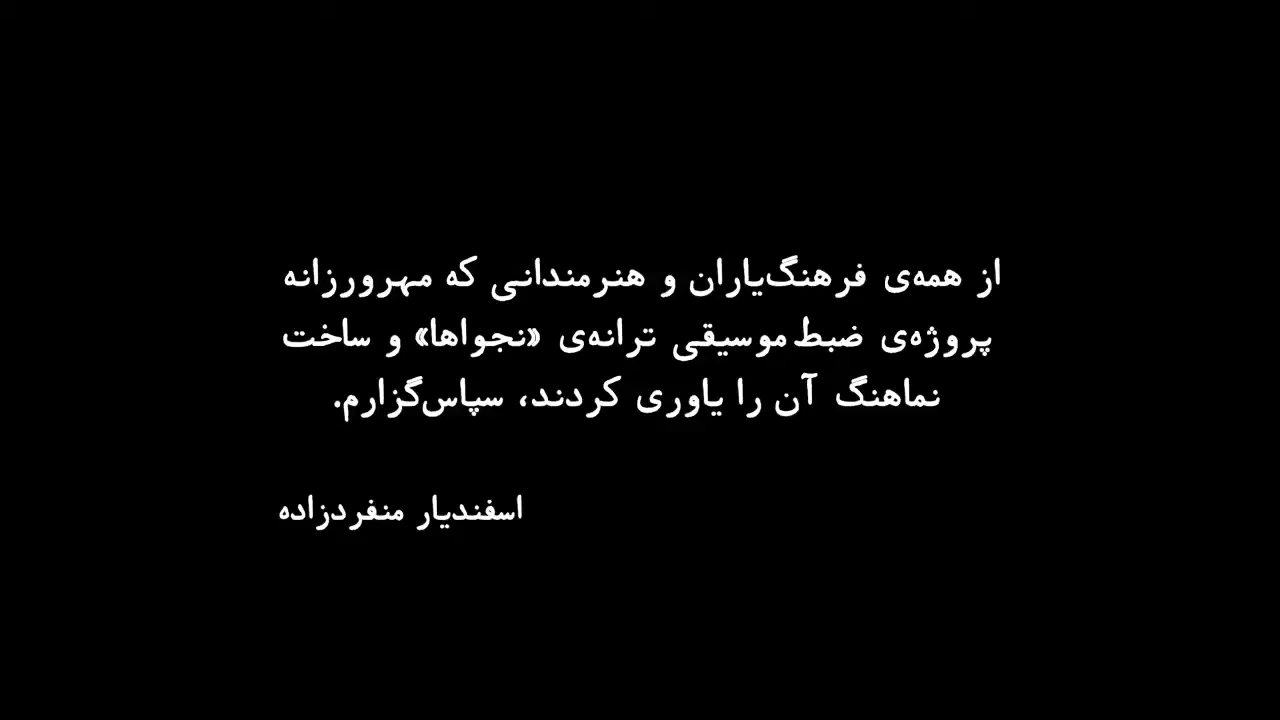 از همه‌ی فرهنگ‌یاران و هنرمندانی که مهرورزانه
پروژه‌ی ضبط موسیقی ترانه‌ی «نجواها» و ساخت
نماهنگ آن را یاوری کردند، سپاس‌گزارم.
اسفندیار منفردزاده